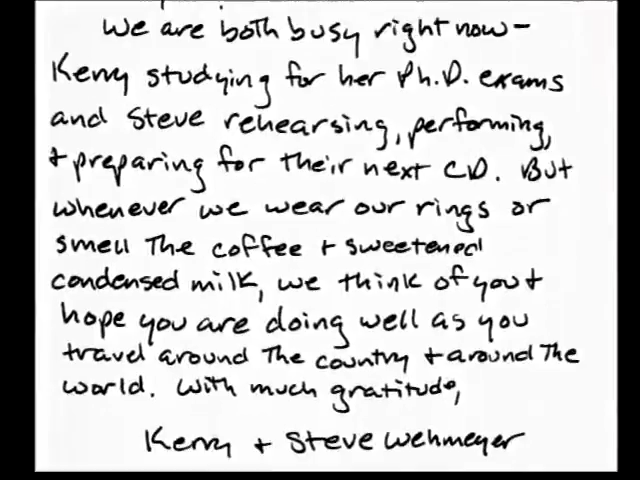 We are both busy right now –
Kerry studying for her Ph.D. exams
and Steve rehearsing, performing,
+ preparing for their next CD. But
whenever we wear our rings or
smell the coffee + sweetened
condensed milk, we think of you +
hope you are doing well as you
travel around the country + around the
world. With much gratitude,
Kerry + Steve Wehmeyer